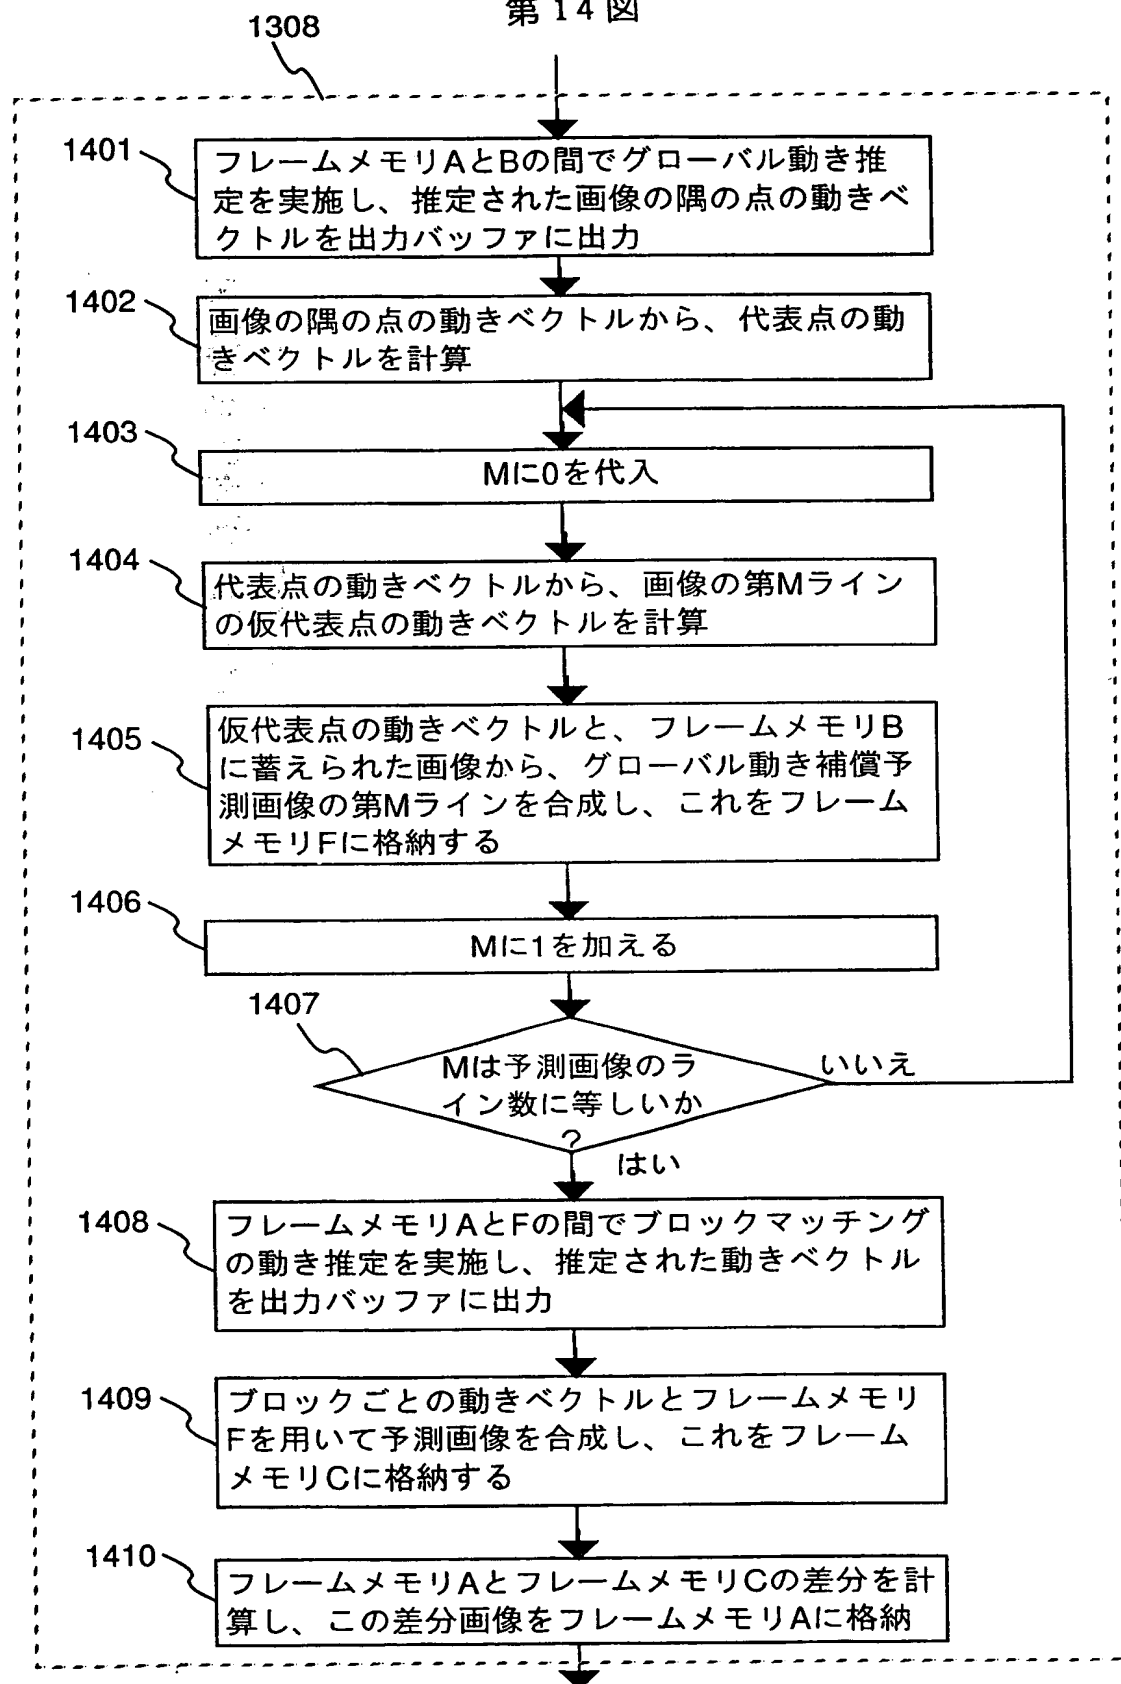 第14図
1308
1401
フレームメモリAとBの間でグローバル動き推
定を実施し、推定された画像の隅の点の動きベ
クトルを出力バッファに出力
1402
画像の隅の点の動きベクトルから、代表点の動
きベクトルを計算
1403
Mに0を代入
1404
代表点の動きベクトルから、画像の第Mライン
の仮代表点の動きベクトルを計算
1405
仮代表点の動きベクトルと、フレームメモリB
に蓄えられた画像から、グローバル動き補償予
測画像の第Mラインを合成し、これをフレーム
メモリFに格納する
1406
Mに1を加える
1407
Mは予測画像のラ
イン数に等しいか
?
いいえ
はい
1408
フレームメモリAとFの間でブロックマッチング
の動き推定を実施し、推定された動きベクトル
を出力バッファに出力
1409
ブロックごとの動きベクトルとフレームメモリ
Fを用いて予測画像を合成し、これをフレーム
メモリCに格納する
1410
フレームメモリAとフレームメモリCの差分を計
算し、この差分画像をフレームメモリAに格納